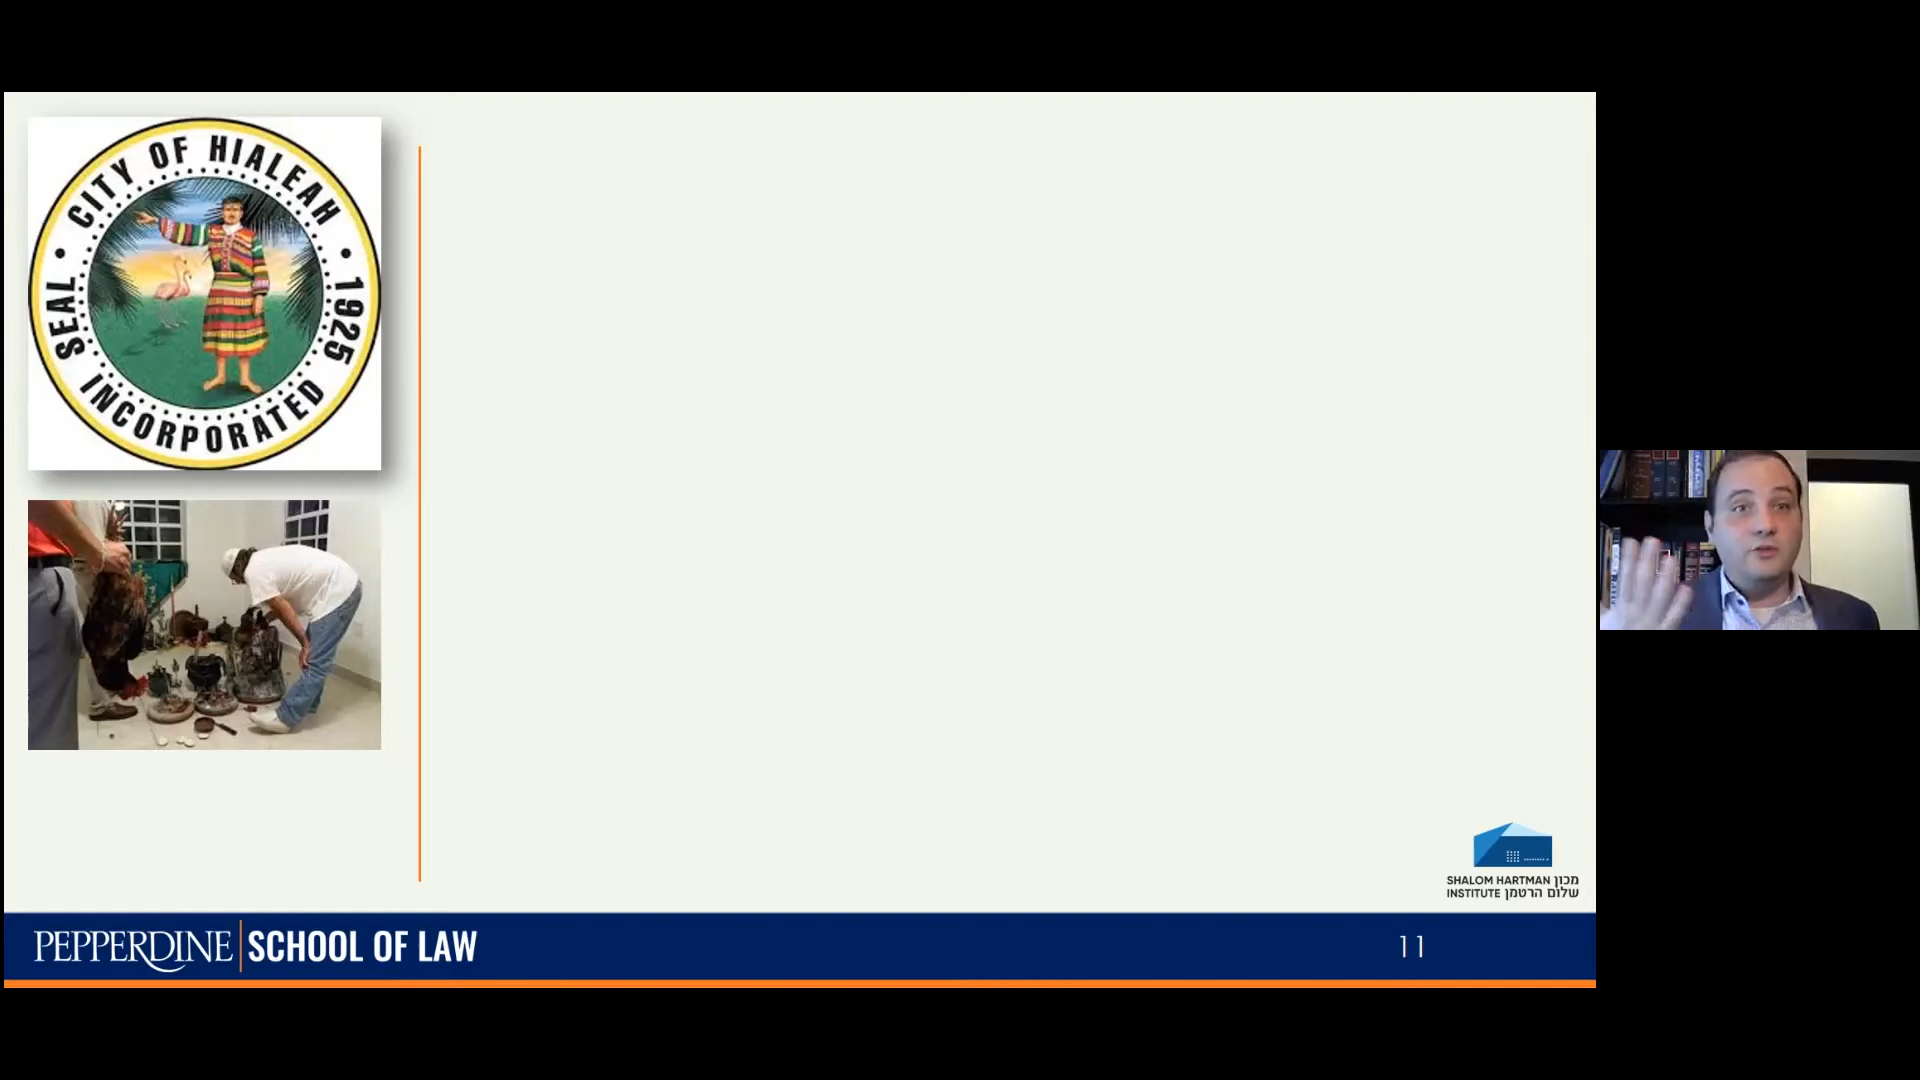 CITY OF HIALEAH
SEAL INCORPORATED 1925
SHALOM HARTMAN מכון
INSTITUTE שלום הרטמן
PEPPERDINE SCHOOL OF LAW
11